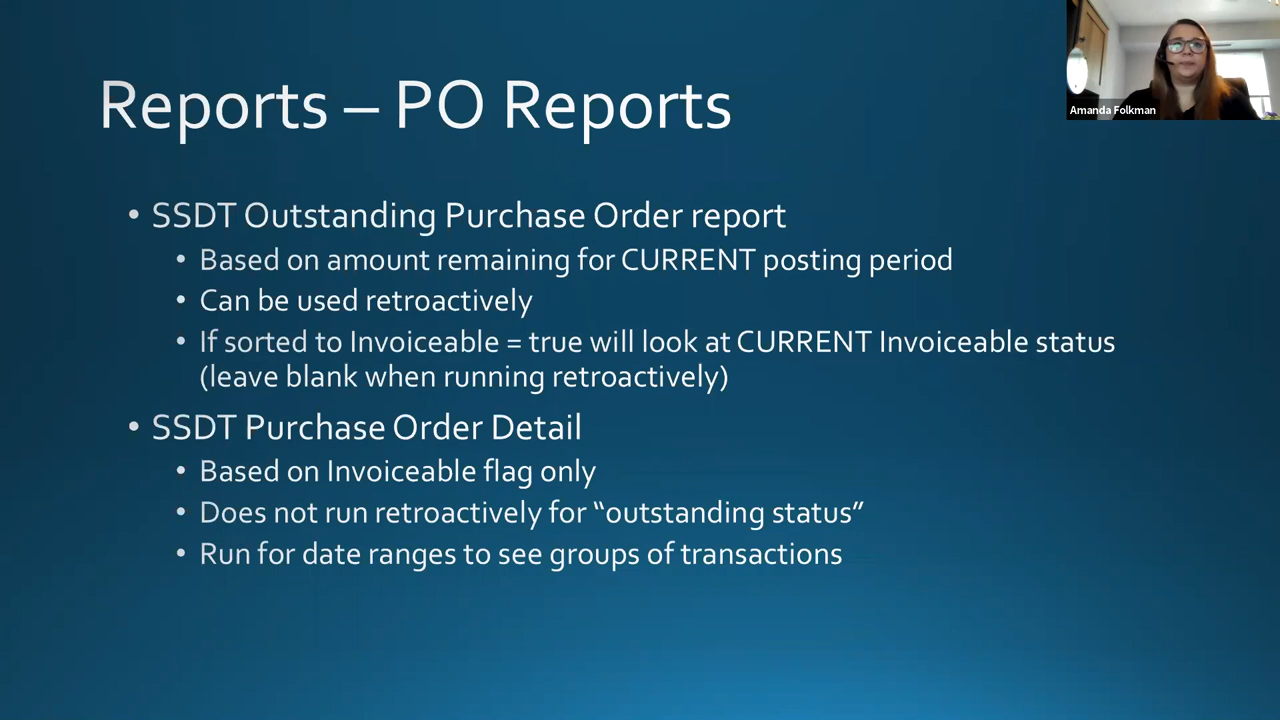 Reports – PO Reports
Amanda Folkman
• SSDT Outstanding Purchase Order report
• Based on amount remaining for CURRENT posting period
• Can be used retroactively
• If sorted to Invoiceable = true will look at CURRENT Invoiceable status
(leave blank when running retroactively)
• SSDT Purchase Order Detail
• Based on Invoiceable flag only
• Does not run retroactively for “outstanding status”
• Run for date ranges to see groups of transactions